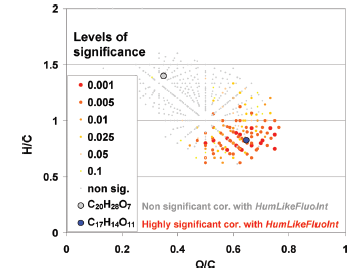 2
Levels of
significance
1.5
0.001
0.005
0.01
1
0.025
0.05
0.1
0.5
non sig.
C20H28O7 Non significant cor. with HumLikeFluoInt
C17H14O11 Highly significant cor. with HumLikeFluoInt
0
0 0.2 0.4 0.6 0.8 1
H/C
O/C